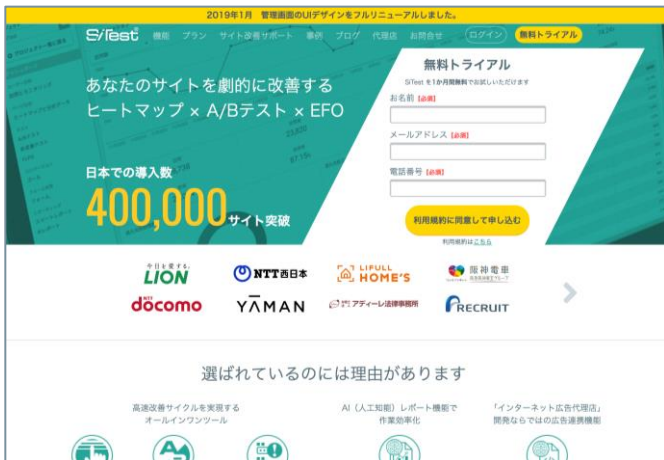 2019年1月 管理画面のUIデザインをフルリニューアルしました。
SiTest 機能 プラン サイト改善サポート 事例 ブログ 代理店 お問合せ ログイン 無料トライアル
あなたのサイトを劇的に改善する
ヒートマップ × A/Bテスト × EFO
日本での導入数
400,000サイト突破
無料トライアル
SiTest を1か月間無料でお試しいただけます
お名前 [必須]
メールアドレス [必須]
電話番号 [必須]
利用規約に同意して申し込む
利用規約はこちら
今日を愛する。
LION
NTT西日本
LIFULL
HOME'S
阪神電車
döcomo
YĀMAN
アディーレ法律事務所
RECRUIT
選ばれているのには理由があります
高速改善サイクルを実現する
オールインワンツール
AI（人工知能）レポート機能で
作業効率化
「インターネット広告代理店」
開発ならではの広告連携機能